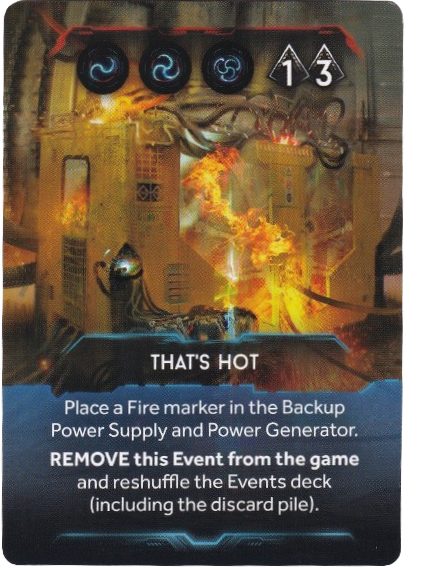 1 3
THAT'S HOT
Place a Fire marker in the Backup
Power Supply and Power Generator.
REMOVE this Event from the game
and reshuffle the Events deck
(including the discard pile).